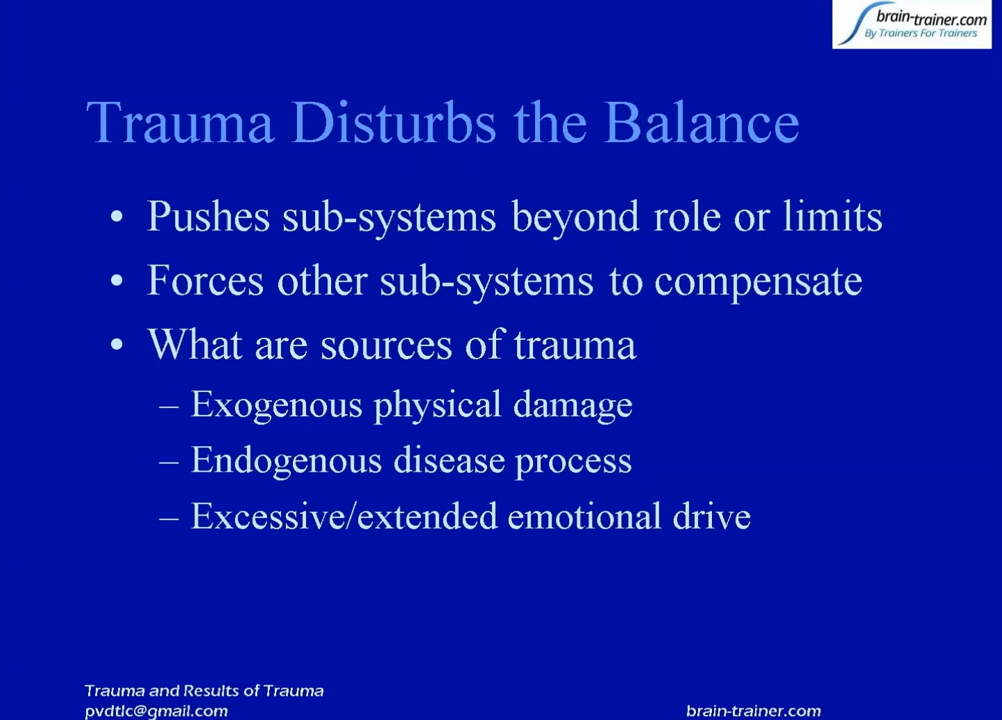 brain-trainer.com
By Trainers For Trainers
Trauma Disturbs the Balance
• Pushes sub-systems beyond role or limits
• Forces other sub-systems to compensate
• What are sources of trauma
– Exogenous physical damage
– Endogenous disease process
– Excessive/extended emotional drive
Trauma and Results of Trauma
pvdtlc@gmail.com
brain-trainer.com